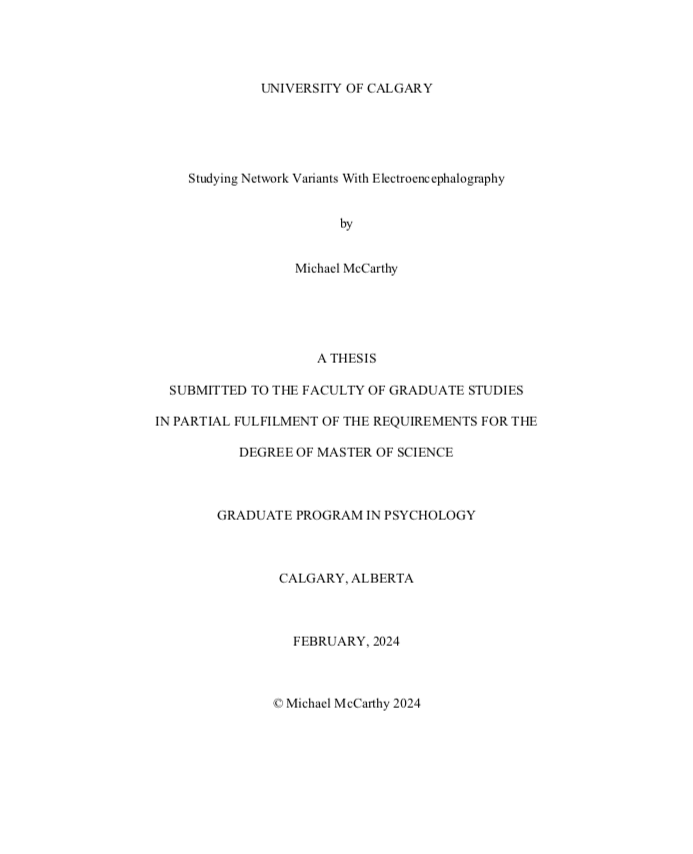 UNIVERSITY OF CALGARY
Studying Network Variants With Electroencephalography
by
Michael McCarthy
A THESIS
SUBMITTED TO THE FACULTY OF GRADUATE STUDIES
IN PARTIAL FULFILMENT OF THE REQUIREMENTS FOR THE
DEGREE OF MASTER OF SCIENCE
GRADUATE PROGRAM IN PSYCHOLOGY
CALGARY, ALBERTA
FEBRUARY, 2024
© Michael McCarthy 2024